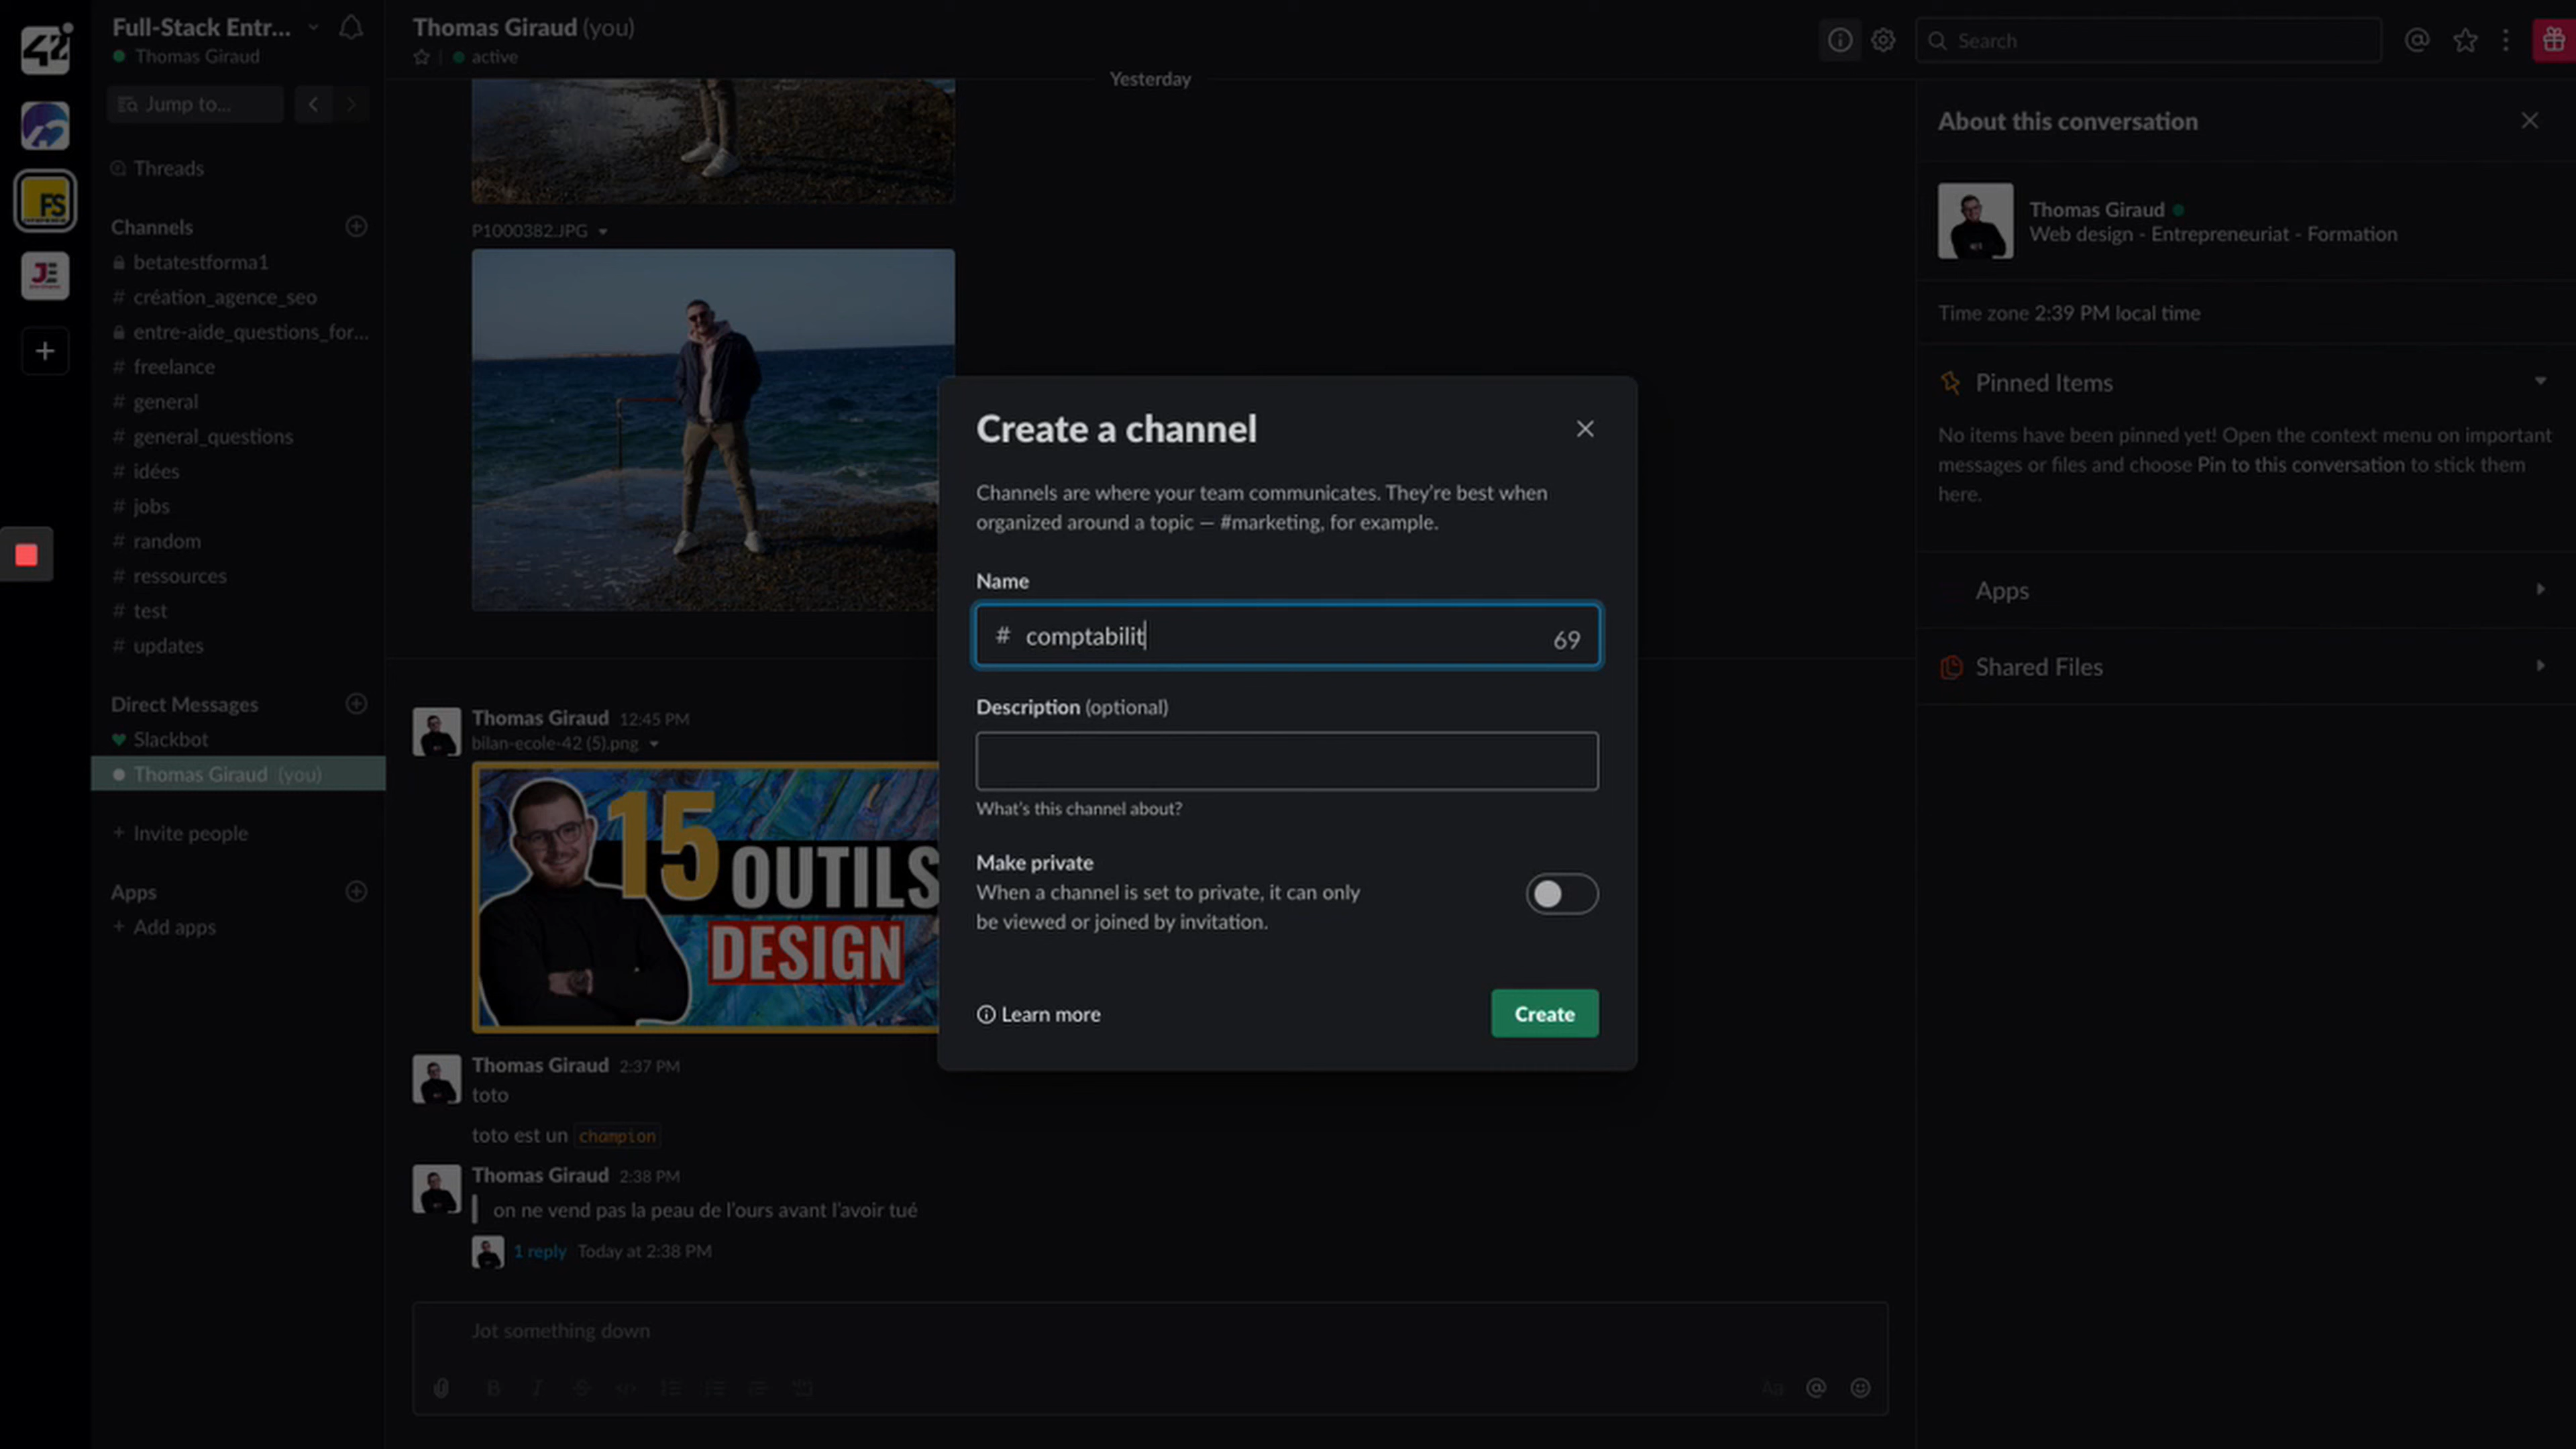 Full-Stack Entr...
Thomas Giraud
Jump to...
Threads
Channels
betatestforma1
# création_agence_seo
entre-aide_questions_for...
# freelance
# general
# general_questions
# idées
# jobs
# random
# ressources
# test
# updates
Direct Messages
Slackbot
Thomas Giraud (you)
+ Invite people
Apps
+ Add apps
42
FS
JE
Thomas Giraud (you)
active
Yesterday
P1000382.JPG
Thomas Giraud 12:45 PM
bilan-ecole-42 (5).png
15
OUTILS
DESIGN
Thomas Giraud 2:37 PM
toto
toto est un champion
Thomas Giraud 2:38 PM
on ne vend pas la peau de l'ours avant l'avoir tué
1 reply Today at 2:38 PM
Jot something down
B I S </>
Aa @
Create a channel
Channels are where your team communicates. They're best when
organized around a topic — #marketing, for example.
Name
# comptabilit 69
Description (optional)
What's this channel about?
Make private
When a channel is set to private, it can only
be viewed or joined by invitation.
Learn more
Create
Search
@
About this conversation
Thomas Giraud
Web design - Entrepreneuriat - Formation
Time zone 2:39 PM local time
Pinned Items
No items have been pinned yet! Open the context menu on important
messages or files and choose Pin to this conversation to stick them
here.
Apps
Shared Files